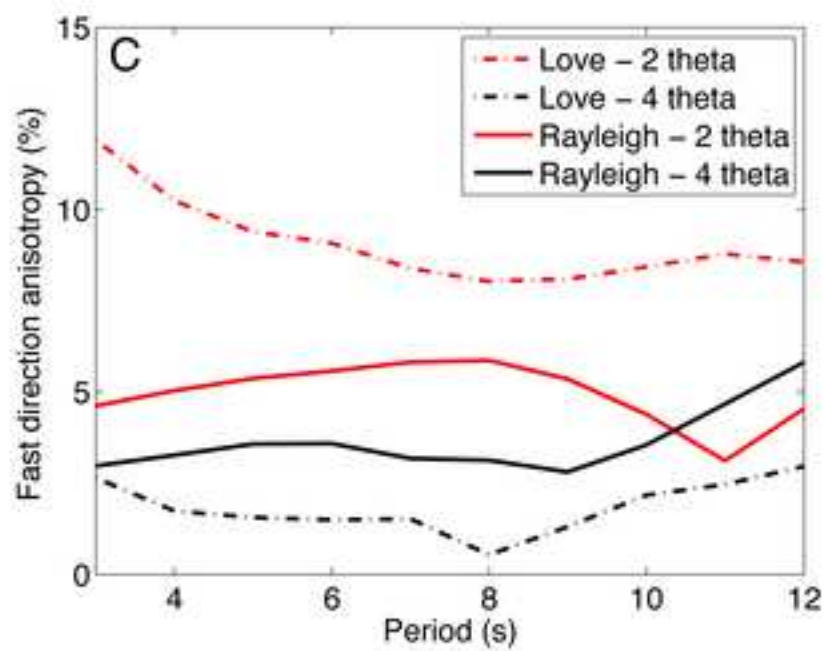 C
Love – 2 theta
Love – 4 theta
Rayleigh – 2 theta
Rayleigh – 4 theta
Fast direction anisotropy (%)
15
10
5
0
4 6 8 10 12
Period (s)